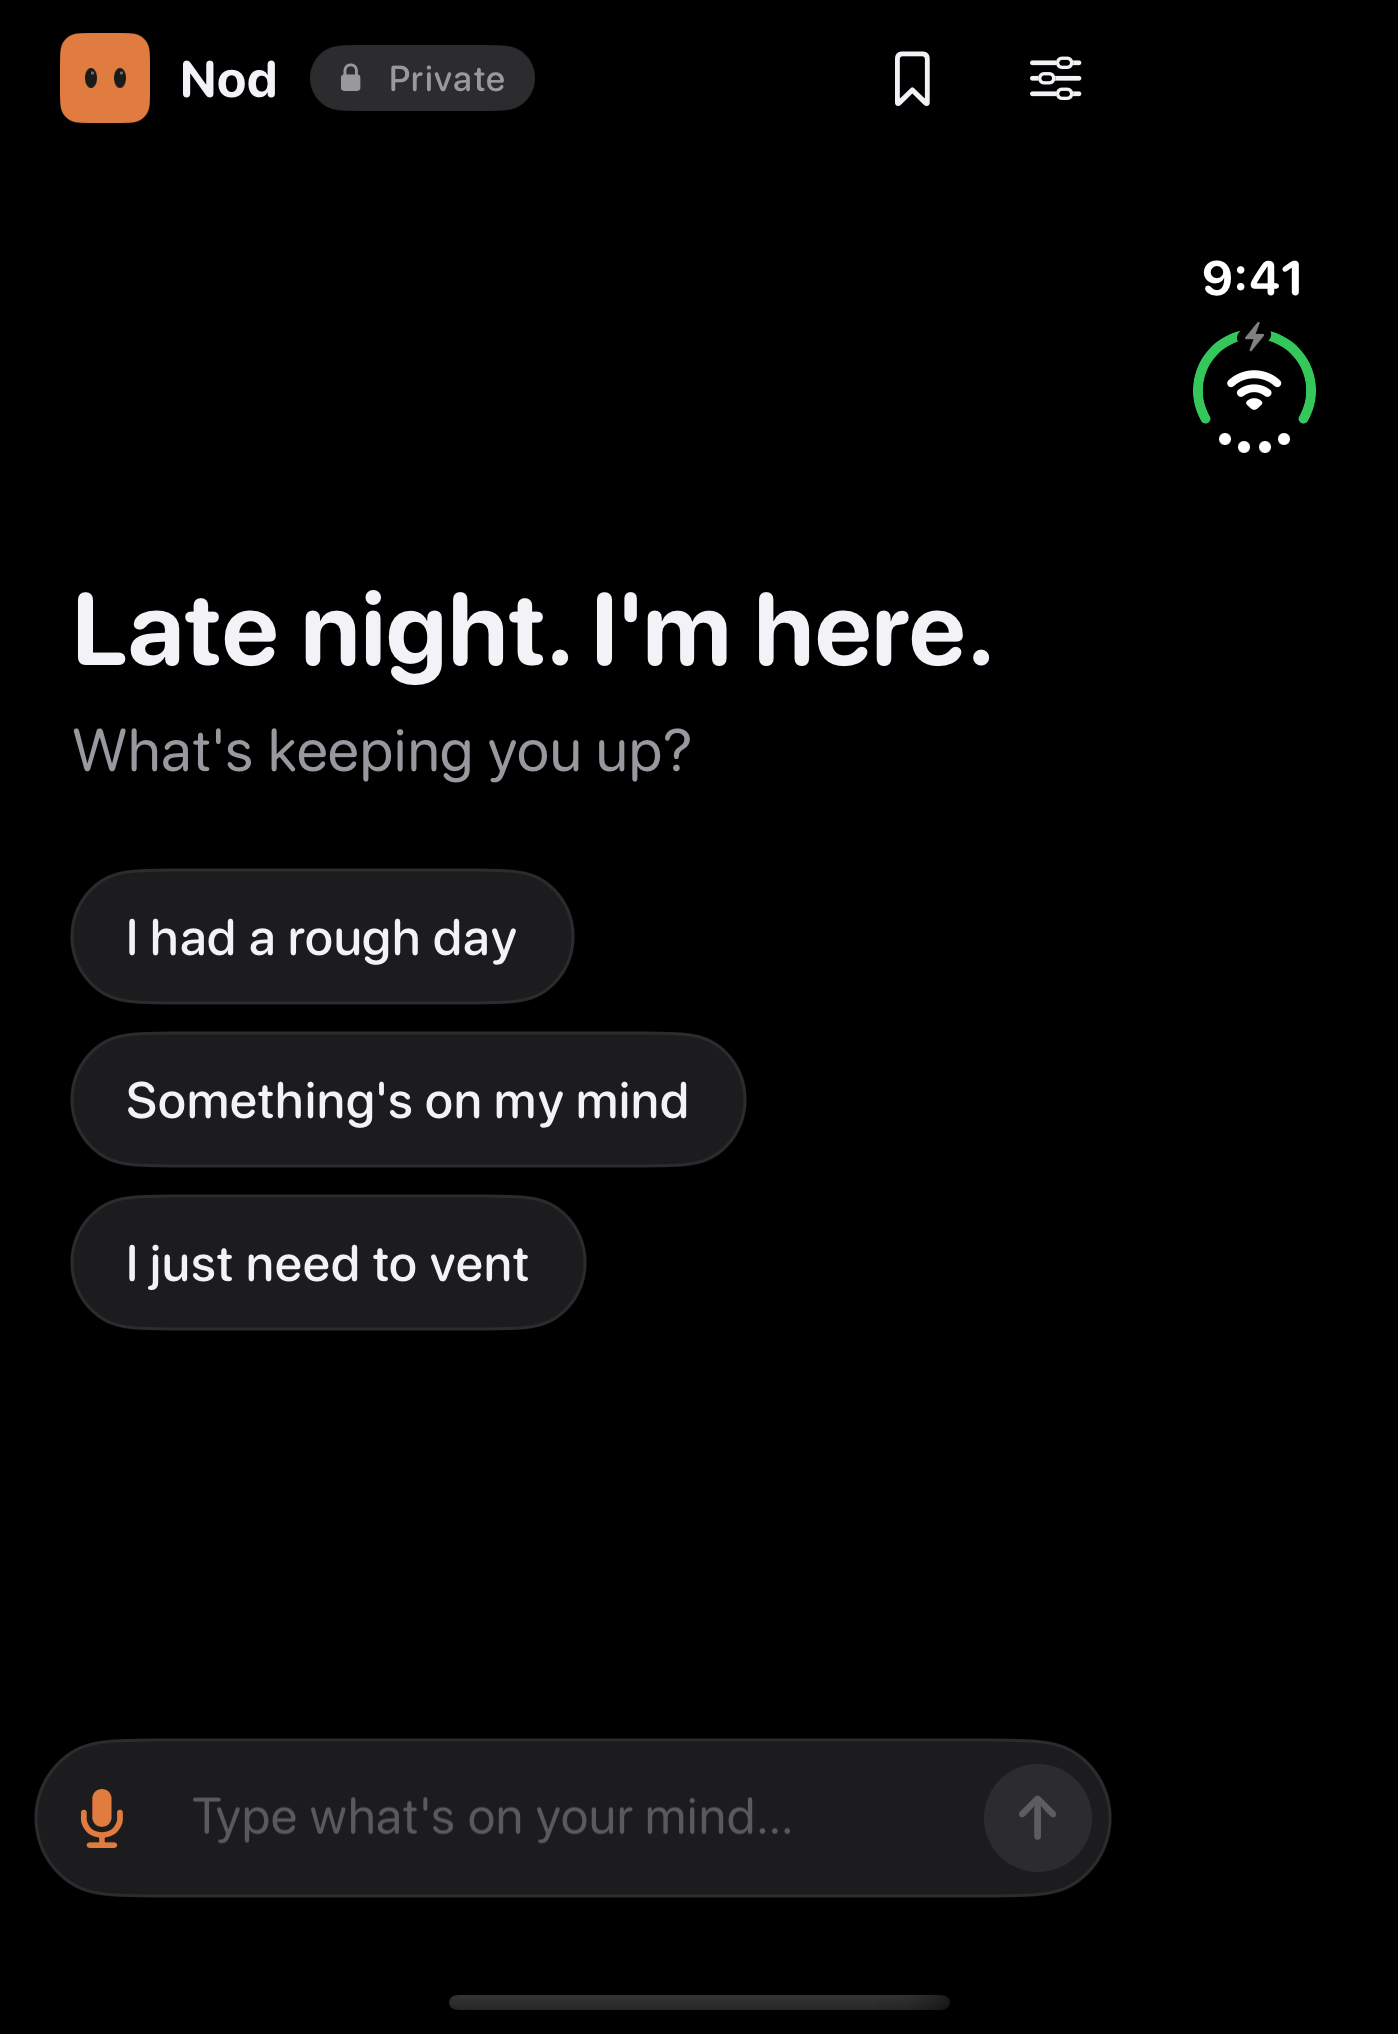 Nod
Private
9:41
Late night. I'm here.
What's keeping you up?
I had a rough day
Something's on my mind
I just need to vent
Type what's on your mind...